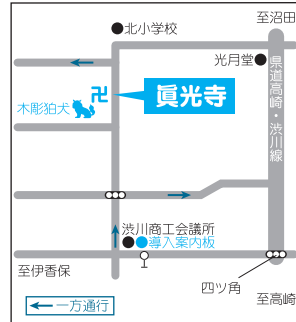 至沼田
北小学校
光月堂
卍
眞光寺
木彫狛犬
県道高崎・渋川線
渋川商工会議所
導入案内板
至伊香保
四ツ角
至高崎
一方通行